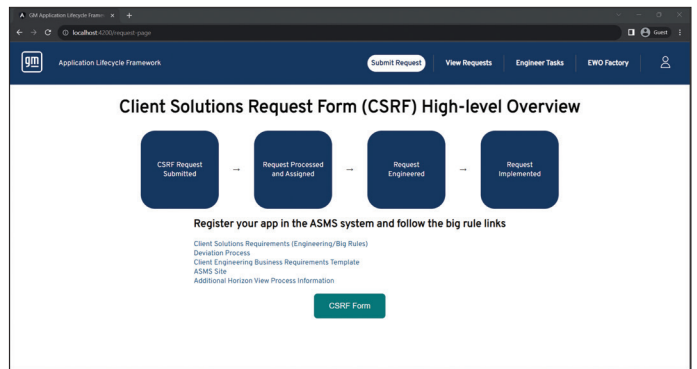 GM Application Lifecycle Frame
localhost:4200/request-page
Guest
gm
Application Lifecycle Framework
Submit Request
View Requests
Engineer Tasks
EWO Factory
Client Solutions Request Form (CSRF) High-level Overview
CSRF Request
Submitted
→
Request Processed
and Assigned
→
Request
Engineered
→
Request
Implemented
Register your app in the ASMS system and follow the big rule links
Client Solutions Requirements (Engineering/Big Rules)
Deviation Process
Client Engineering Business Requirements Template
ASMS Site
Additional Horizon View Process Information
CSRF Form